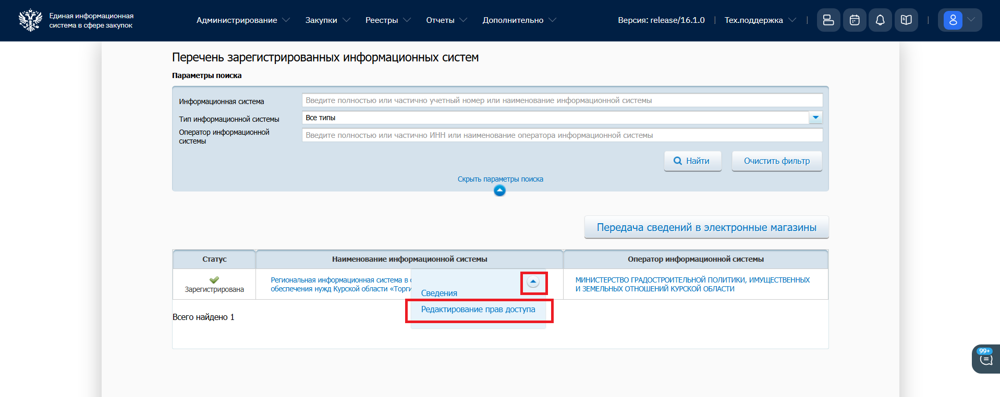 Единая информационная
система в сфере закупок
Администрирование
Закупки
Реестры
Отчеты
Дополнительно
Версия: release/16.1.0
Тех.поддержка
Перечень зарегистрированных информационных систем
Параметры поиска
Информационная система
Введите полностью или частично учетный номер или наименование информационной системы
Тип информационной системы
Все типы
Оператор информационной
системы
Введите полностью или частично ИНН или наименование оператора информационной системы
Найти
Очистить фильтр
Скрыть параметры поиска
Передача сведений в электронные магазины
Статус
Наименование информационной системы
Оператор информационной системы
Зарегистрирована
Региональная информационная система в
обеспечения нужд Курской области
Сведения
Редактирование прав доступа
МИНИСТЕРСТВО ГРАДОСТРОИТЕЛЬНОЙ ПОЛИТИКИ, ИМУЩЕСТВЕННЫХ
И ЗЕМЕЛЬНЫХ ОТНОШЕНИЙ КУРСКОЙ ОБЛАСТИ
Всего найдено 1
99+